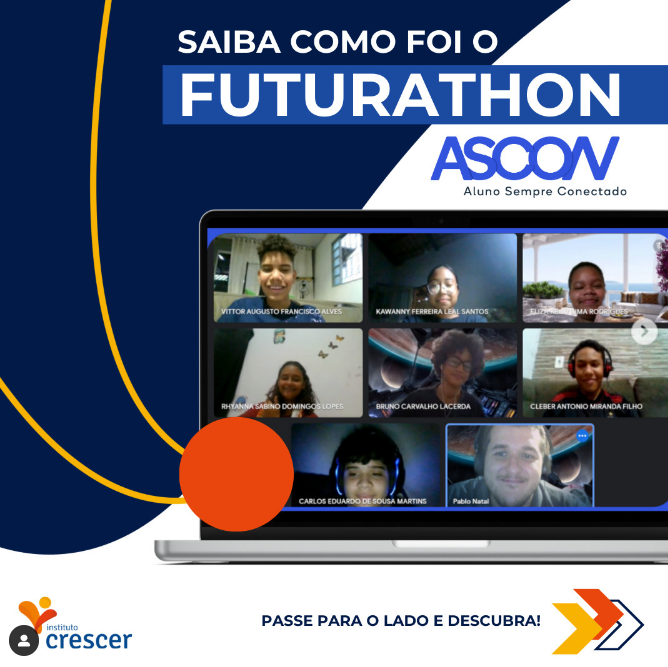 SAIBA COMO FOI O
FUTURATHON
ASCON
Aluno Sempre Conectado
VITTOR AUGUSTO FRANCISCO ALVES
KAWANNY FERREIRA LEAL SANTOS
RODRIGUES
RHYANNA SABINO DOMINGOS LOPES
BRUNO CARVALHO LACERDA
CLEBER ANTONIO MIRANDA FILHO
CARLOS EDUARDO DE SOUSA MARTINS
Pablo Natal
instituto
crescer
PASSE PARA O LADO E DESCUBRA!